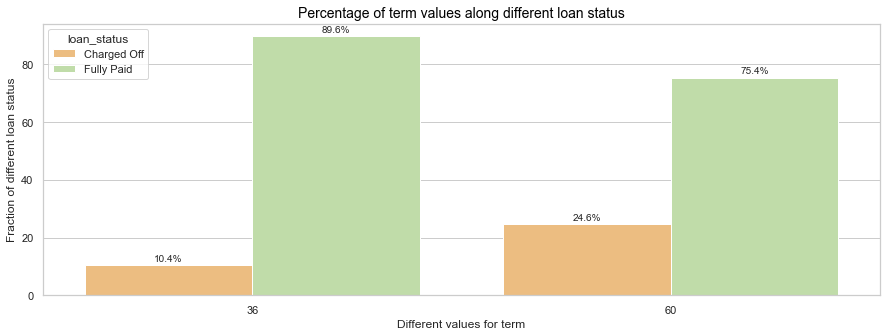 Percentage of term values along different loan status
loan_status
Charged Off
Fully Paid
Fraction of different loan status
80
60
40
20
0
10.4%
89.6%
24.6%
75.4%
36
60
Different values for term